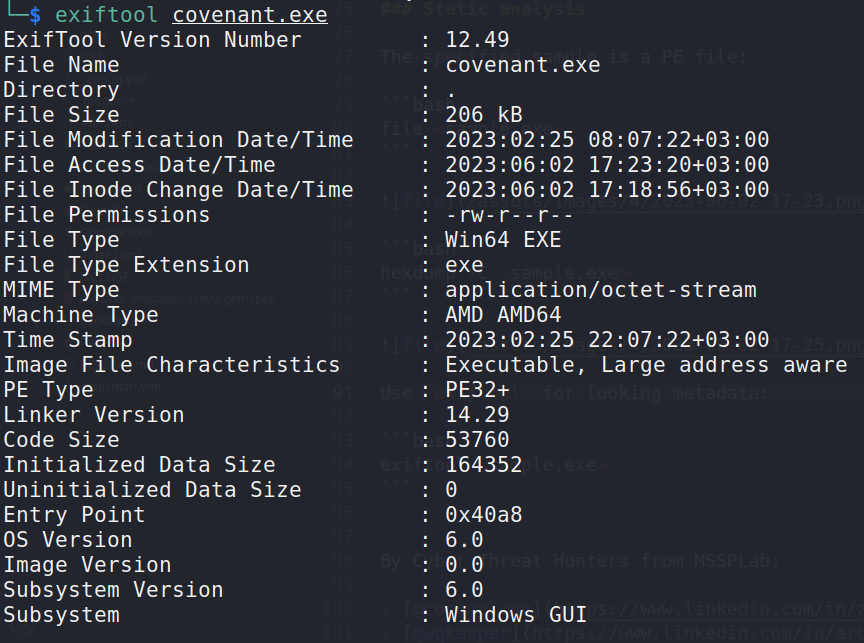 └─$ exiftool covenant.exe
ExifTool Version Number : 12.49
File Name : covenant.exe
Directory : .
File Size : 206 kB
File Modification Date/Time : 2023:02:25 08:07:22+03:00
File Access Date/Time : 2023:06:02 17:23:20+03:00
File Inode Change Date/Time : 2023:06:02 17:18:56+03:00
File Permissions : -rw-r--r--
File Type : Win64 EXE
File Type Extension : exe
MIME Type : application/octet-stream
Machine Type : AMD AMD64
Time Stamp : 2023:02:25 22:07:22+03:00
Image File Characteristics : Executable, Large address aware
PE Type : PE32+
Linker Version : 14.29
Code Size : 53760
Initialized Data Size : 164352
Uninitialized Data Size : 0
Entry Point : 0x40a8
OS Version : 6.0
Image Version : 0.0
Subsystem Version : 6.0
Subsystem : Windows GUI